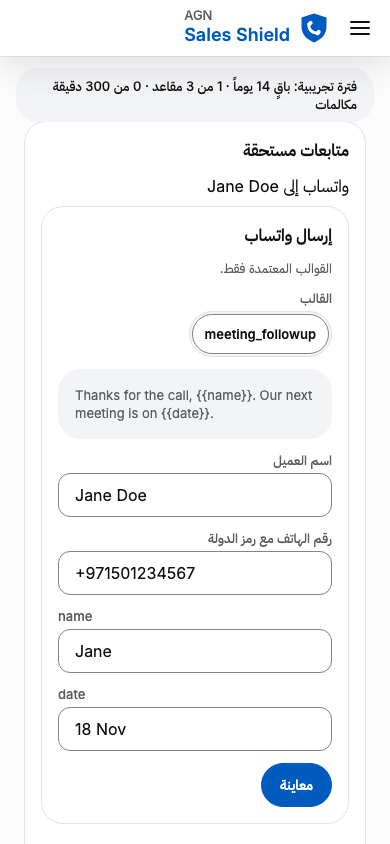 AGN
Sales Shield
فترة تجريبية: باقٍ 14 يوماً · 1 من 3 مقاعد · 0 من 300 دقيقة
مكالمات
متابعات مستحقة
واتساب إلى Jane Doe
إرسال واتساب
القوالب المعتمدة فقط.
القالب
meeting_followup
Thanks for the call, {{name}}. Our next
meeting is on {{date}}.
اسم العميل
Jane Doe
رقم الهاتف مع رمز الدولة
+971501234567
name
Jane
date
18 Nov
معاينة